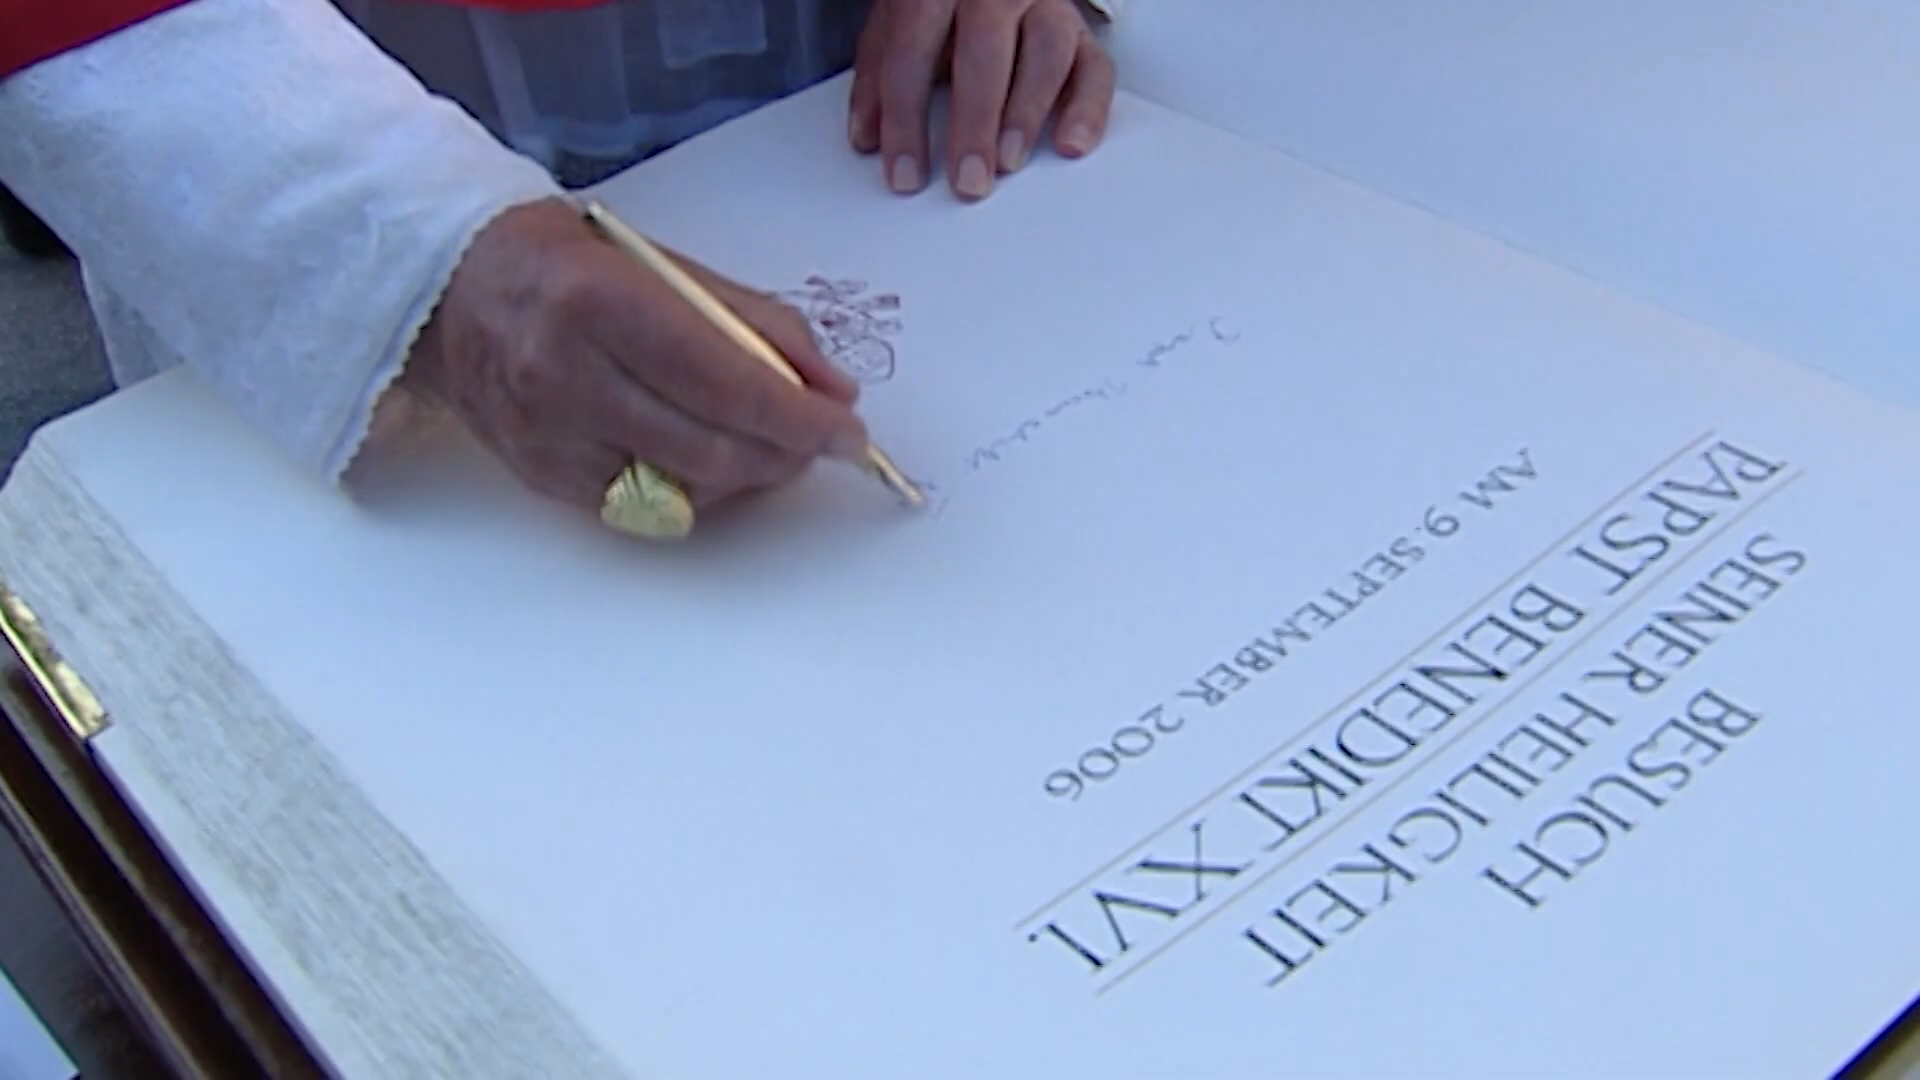 BESUCH
SEINER HEILIGKEIT
PAPST BENEDIKT XVI.
AM 9. SEPTEMBER 2006